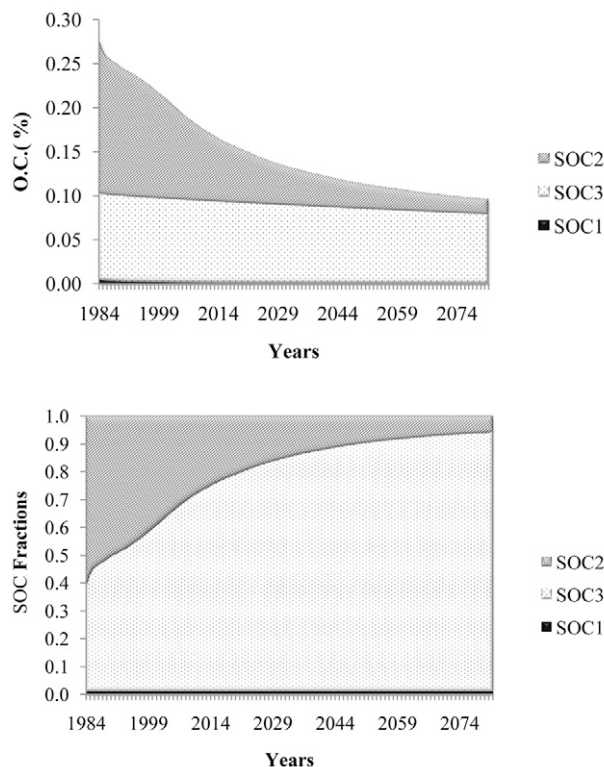 0.30
0.25
0.20
0.15
0.10
0.05
0.00
O.C.( %)
1984 1999 2014 2029 2044 2059 2074
Years
SOC2
SOC3
SOC1
1.0
0.9
0.8
0.7
0.6
0.5
0.4
0.3
0.2
0.1
0.0
SOC Fractions
1984 1999 2014 2029 2044 2059 2074
Years
SOC2
SOC3
SOC1